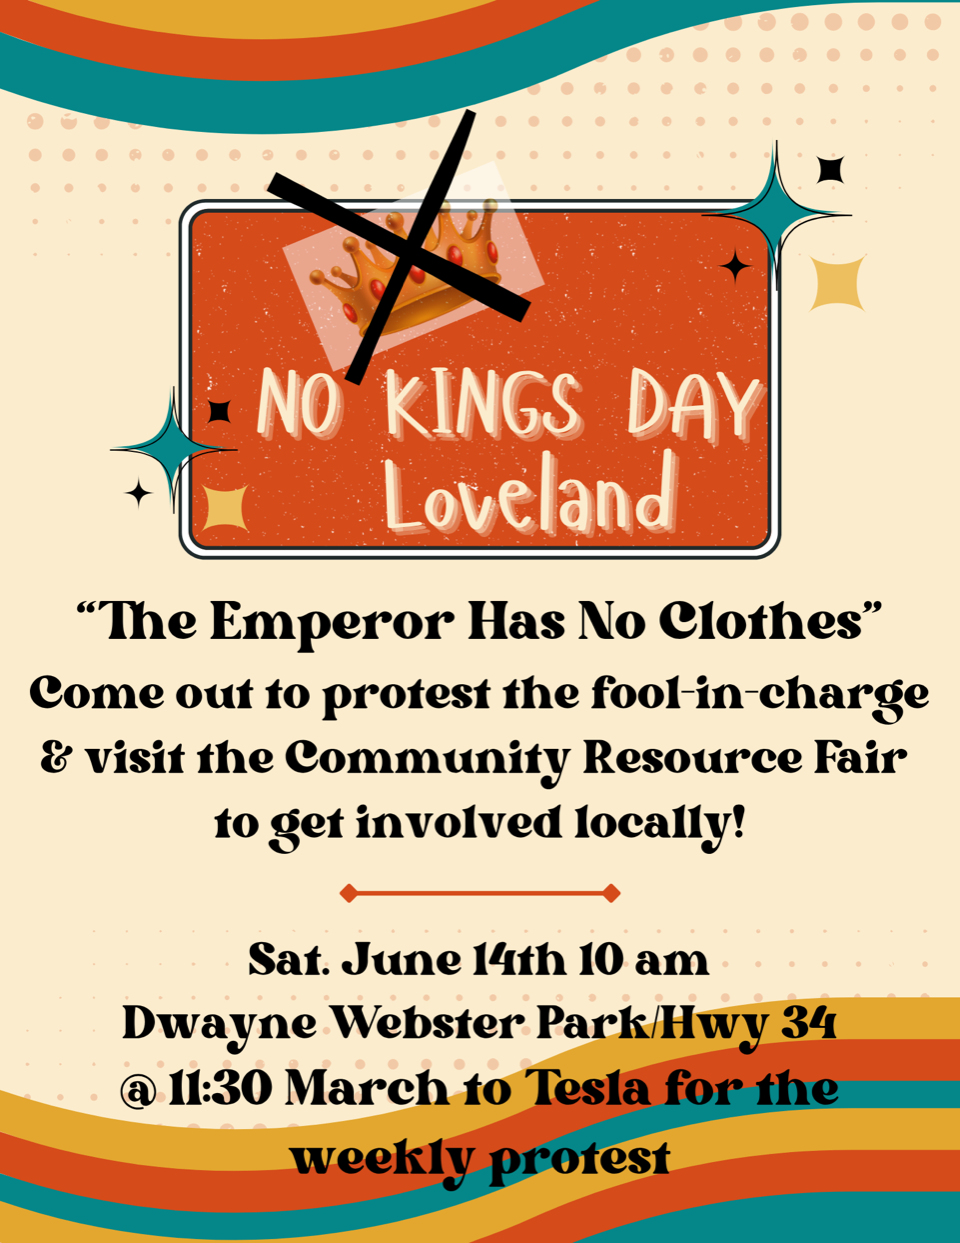 NO KINGS DAY
Loveland
“The Emperor Has No Clothes”
Come out to protest the fool-in-charge
& visit the Community Resource Fair
to get involved locally!
Sat. June 14th 10 am
Dwayne Webster Park/Hwy 34
@ 11:30 March to Tesla for the
weekly protest